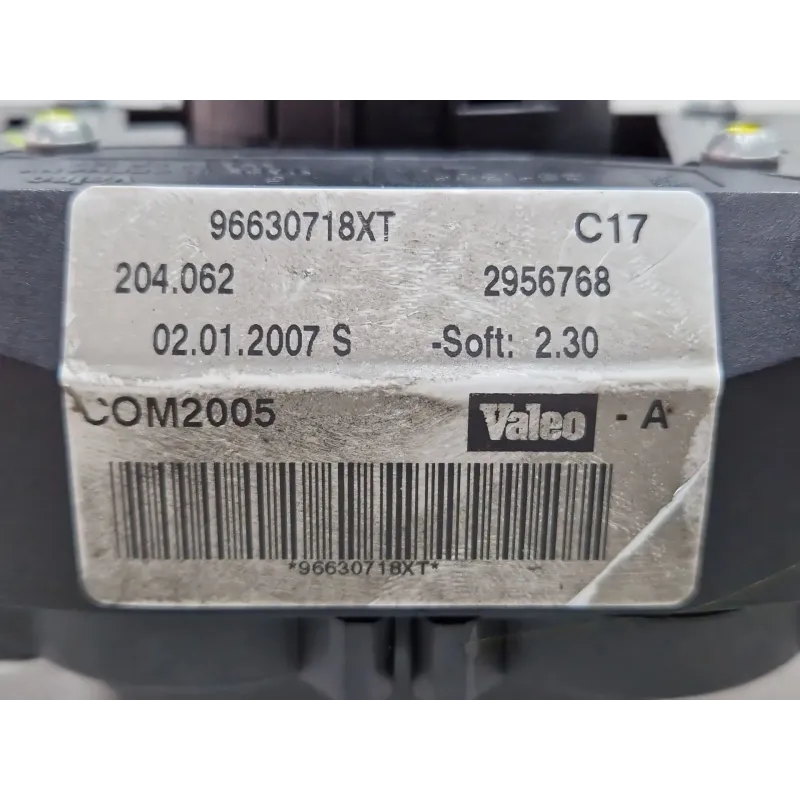 96630718XT C17
204.062 2956768
02.01.2007 S -Soft: 2.30
COM2005 Valeo - A
*96630718XT*